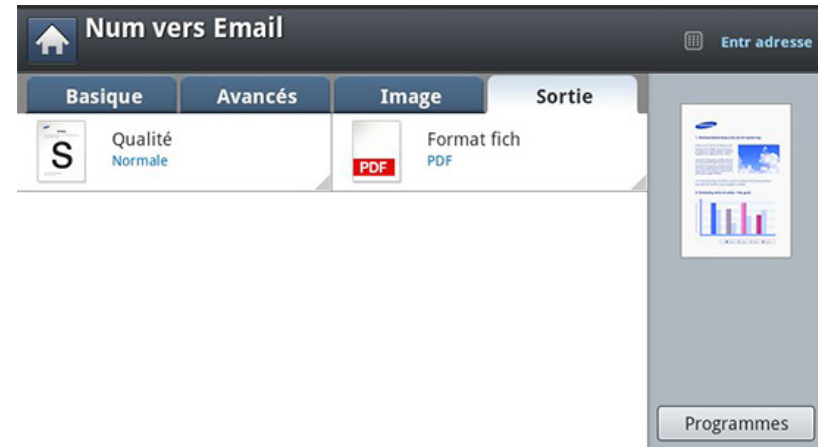 Num vers Email
Entr adresse
Basique
Avancés
Image
Sortie
S
Qualité
Normale
PDF
Format fich
PDF
Programmes